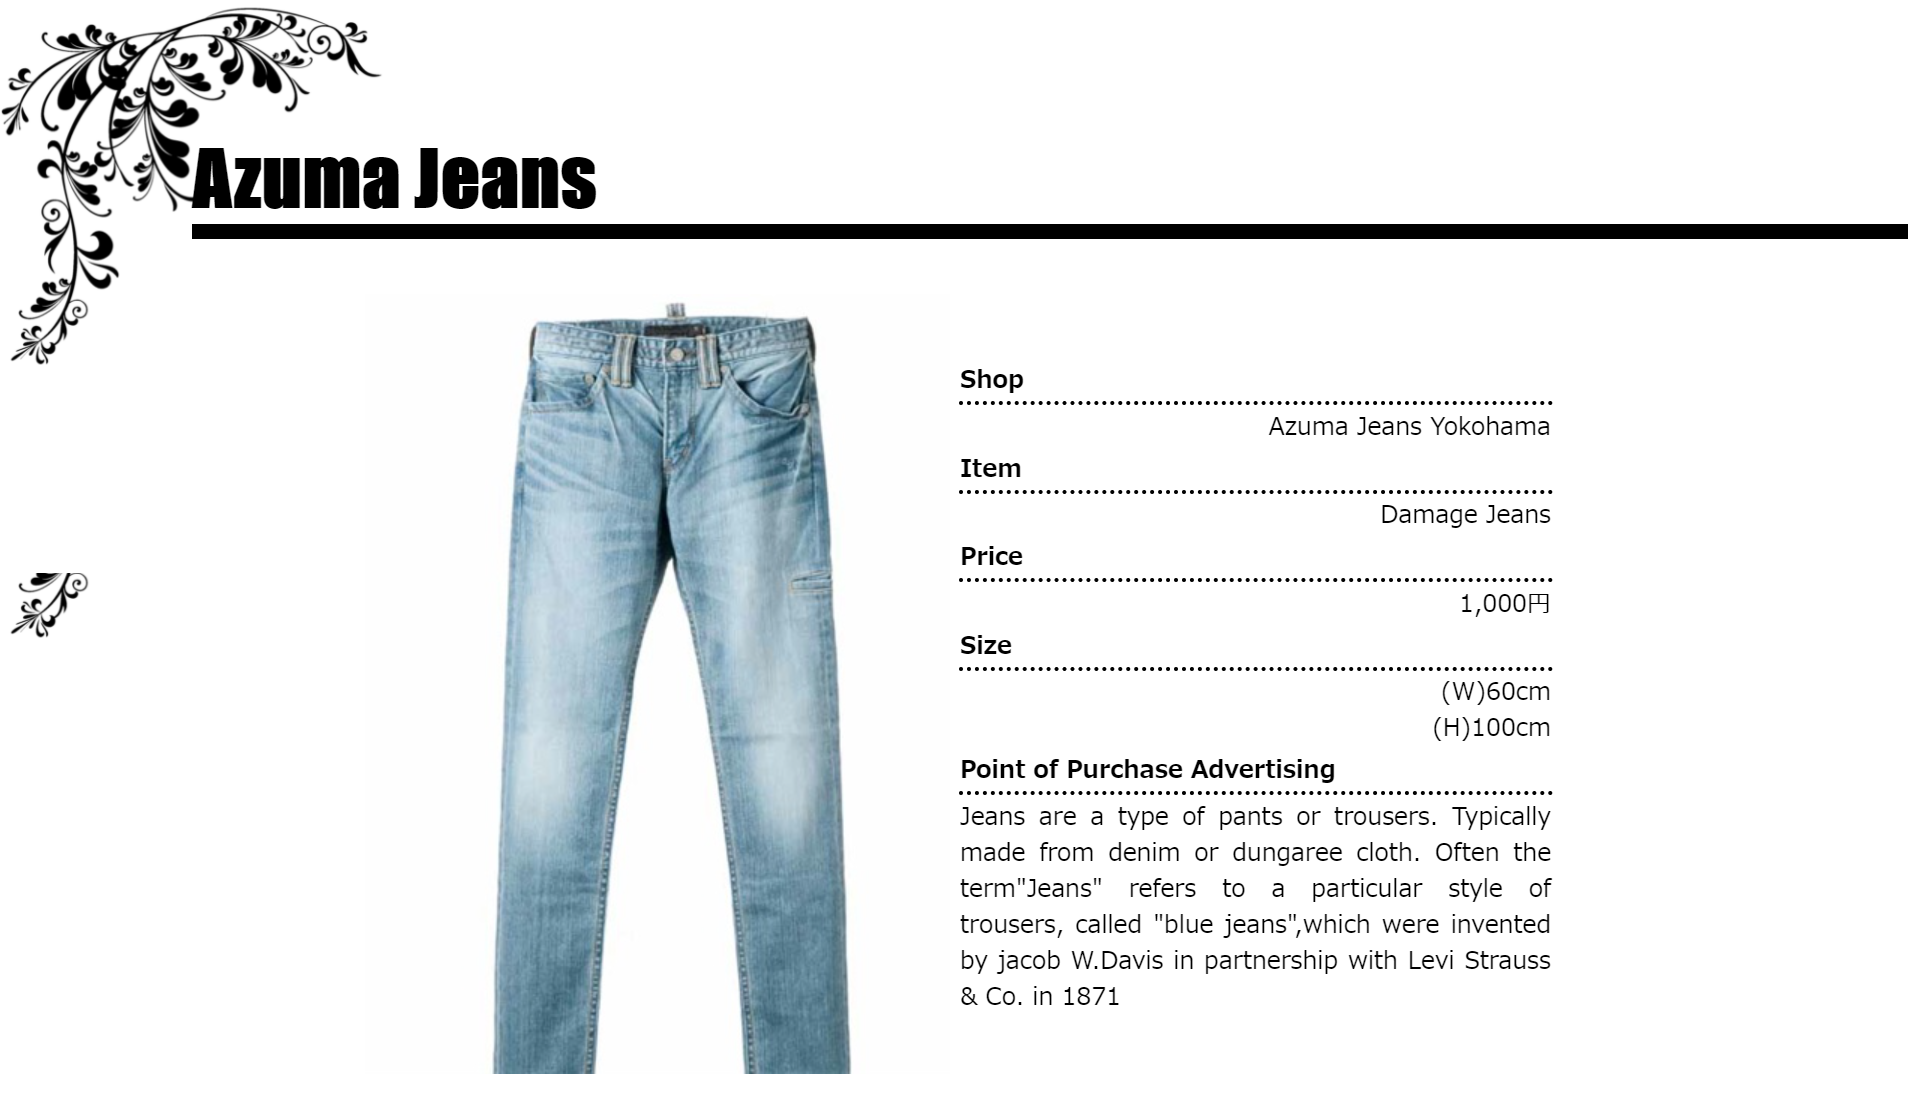 Azuma Jeans
Shop
Azuma Jeans Yokohama
Item
Damage Jeans
Price
1,000円
Size
(W)60cm
(H)100cm
Point of Purchase Advertising
Jeans are a type of pants or trousers. Typically
made from denim or dungaree cloth. Often the
term"Jeans" refers to a particular style of
trousers, called "blue jeans",which were invented
by jacob W.Davis in partnership with Levi Strauss
& Co. in 1871